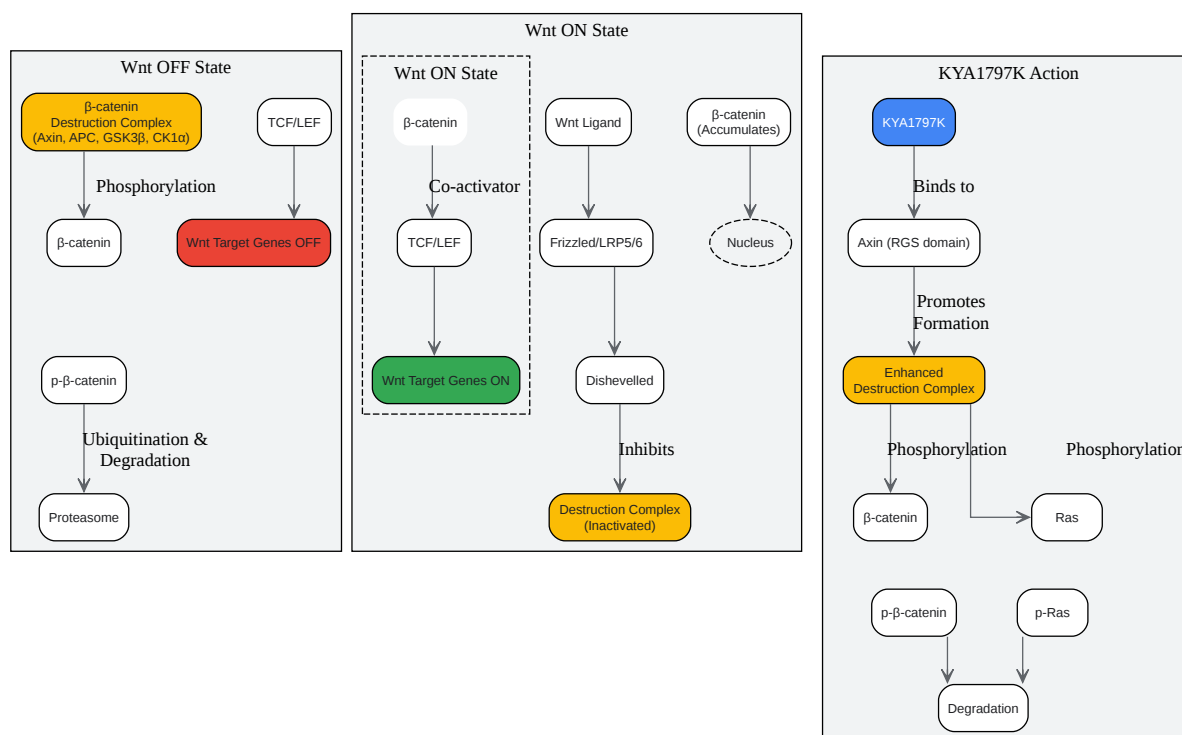 Wnt OFF State
β-catenin
Destruction Complex
(Axin, APC, GSK3β, CK1α)
TCF/LEF
Phosphorylation
β-catenin
Wnt Target Genes OFF
p-β-catenin
Ubiquitination &
Degradation
Proteasome
Wnt ON State
Wnt ON State
β-catenin
Co-activator
TCF/LEF
Wnt Target Genes ON
Wnt Ligand
Frizzled/LRP5/6
Dishevelled
Inhibits
Destruction Complex
(Inactivated)
β-catenin
(Accumulates)
Nucleus
KYA1797K Action
KYA1797K
Binds to
Axin (RGS domain)
Promotes
Formation
Enhanced
Destruction Complex
Phosphorylation
Phosphorylation
β-catenin
Ras
p-β-catenin
p-Ras
Degradation